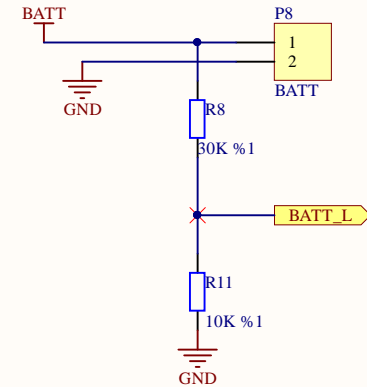 BATT
P8
1
2
BATT
GND
R8
30K %1
BATT_L
R11
10K %1
GND